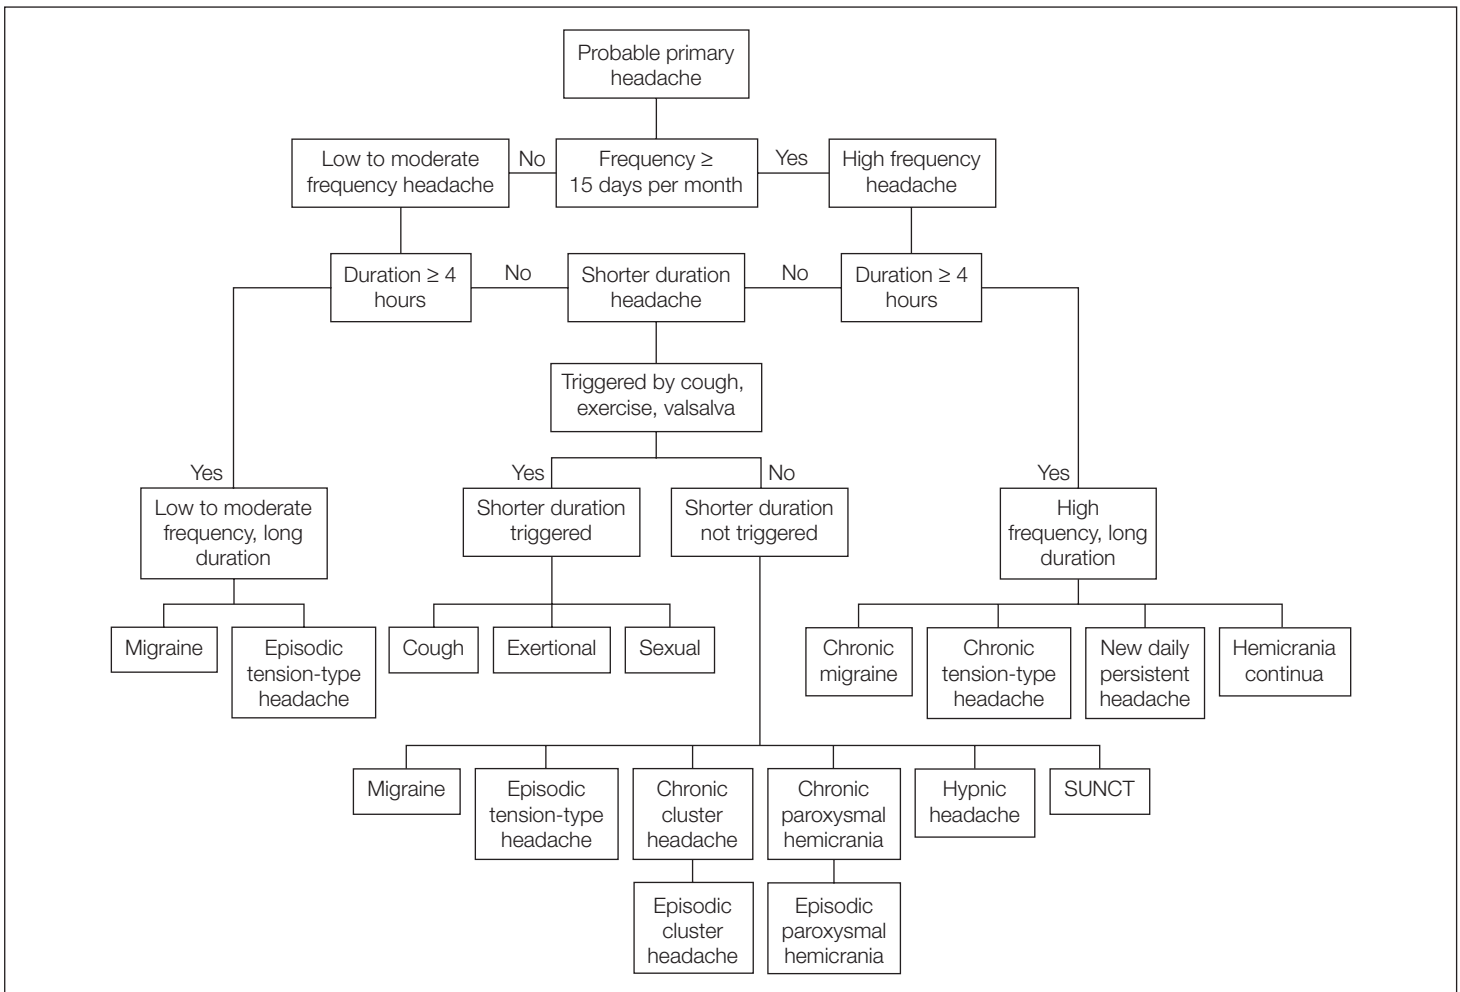 Probable primary
headache
Low to moderate
frequency headache
No
Frequency ≥
15 days per month
Yes
High frequency
headache
Duration ≥ 4
hours
No
Shorter duration
headache
No
Duration ≥ 4
hours
Triggered by cough,
exercise, valsalva
Yes
Low to moderate
frequency, long
duration
Yes
Shorter duration
triggered
No
Shorter duration
not triggered
Yes
High
frequency, long
duration
Migraine
Episodic
tension-type
headache
Cough
Exertional
Sexual
Chronic
migraine
Chronic
tension-type
headache
New daily
persistent
headache
Hemicrania
continua
Migraine
Episodic
tension-type
headache
Chronic
cluster
headache
Chronic
paroxysmal
hemicrania
Hypnic
headache
SUNCT
Episodic
cluster
headache
Episodic
paroxysmal
hemicrania